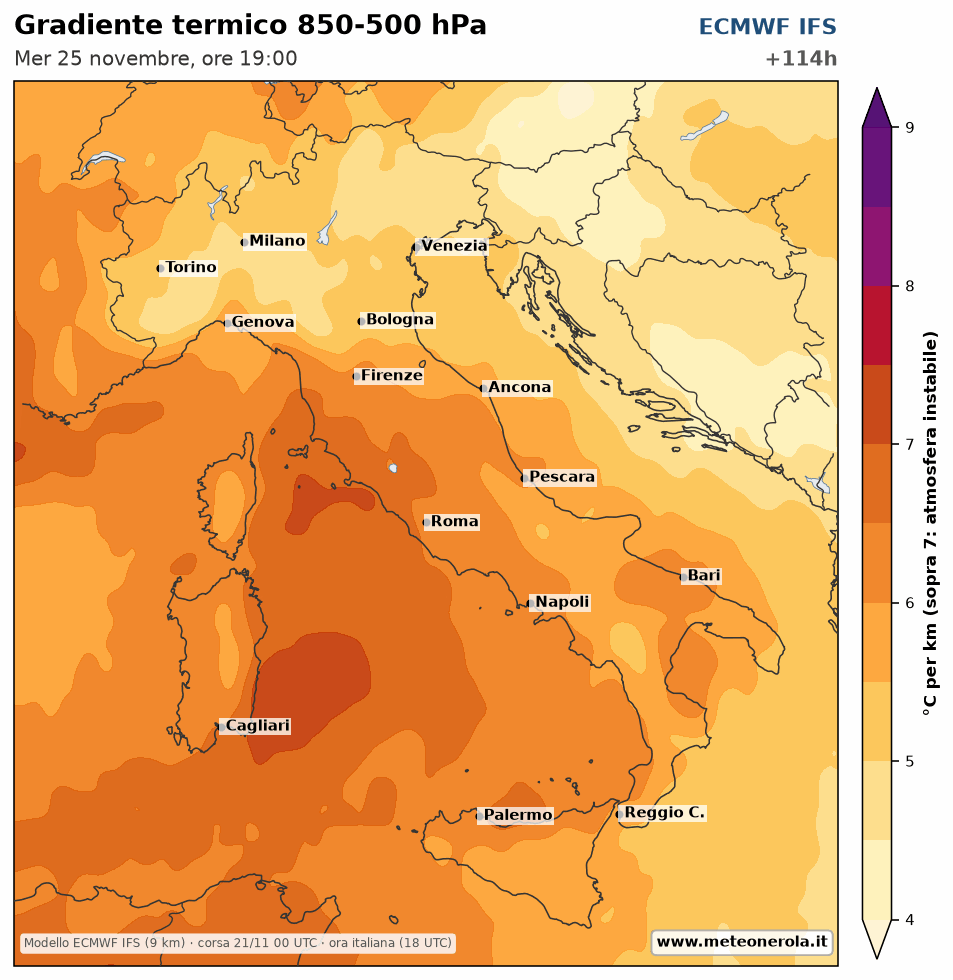 Gradiente termico 850-500 hPa
ECMWF IFS
Mer 25 novembre, ore 19:00
+114h
Milano
Venezia
Torino
Genova
Bologna
Firenze
Ancona
Pescara
Roma
Bari
Napoli
Cagliari
Palermo
Reggio C.
9
8
7
6
5
4
°C per km (sopra 7: atmosfera instabile)
Modello ECMWF IFS (9 km) · corsa 21/11 00 UTC · ora italiana (18 UTC)
www.meteonerola.it